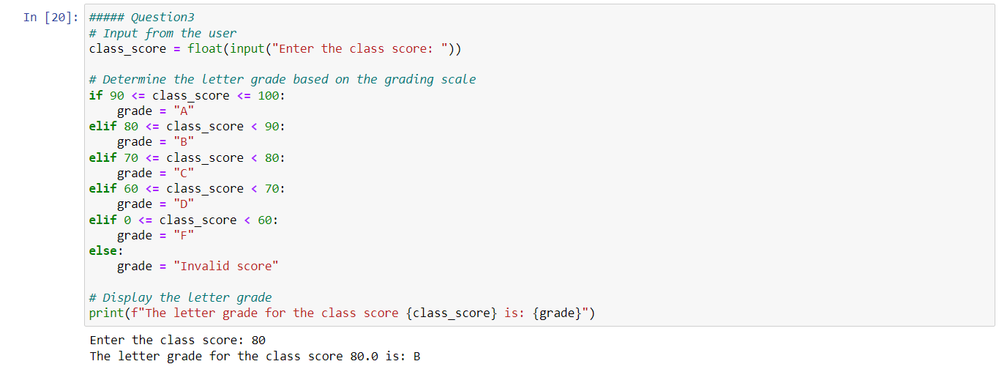 In [20]: ##### Question3
# Input from the user
class_score = float(input("Enter the class score: "))
# Determine the letter grade based on the grading scale
if 90 <= class_score <= 100:
    grade = "A"
elif 80 <= class_score < 90:
    grade = "B"
elif 70 <= class_score < 80:
    grade = "C"
elif 60 <= class_score < 70:
    grade = "D"
elif 0 <= class_score < 60:
    grade = "F"
else:
    grade = "Invalid score"
# Display the letter grade
print(f"The letter grade for the class score {class_score} is: {grade}")
Enter the class score: 80
The letter grade for the class score 80.0 is: B